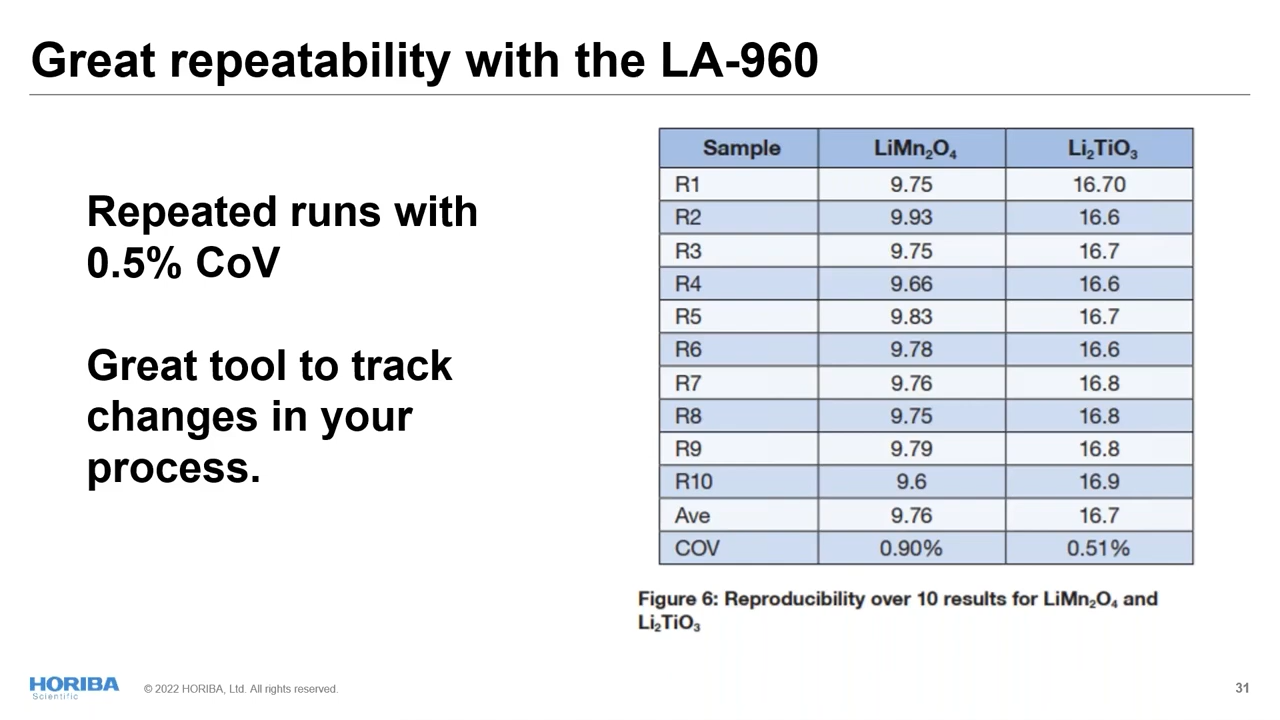 Great repeatability with the LA-960
Repeated runs with
0.5% CoV
Great tool to track
changes in your
process.
Sample LiMn₂O₄ Li₂TiO₃
R1 9.75 16.70
R2 9.93 16.6
R3 9.75 16.7
R4 9.66 16.6
R5 9.83 16.7
R6 9.78 16.6
R7 9.76 16.8
R8 9.75 16.8
R9 9.79 16.8
R10 9.6 16.9
Ave 9.76 16.7
COV 0.90% 0.51%
Figure 6: Reproducibility over 10 results for LiMn₂O₄ and
Li₂TiO₃
HORIBA
Scientific
© 2022 HORIBA, Ltd. All rights reserved.
31